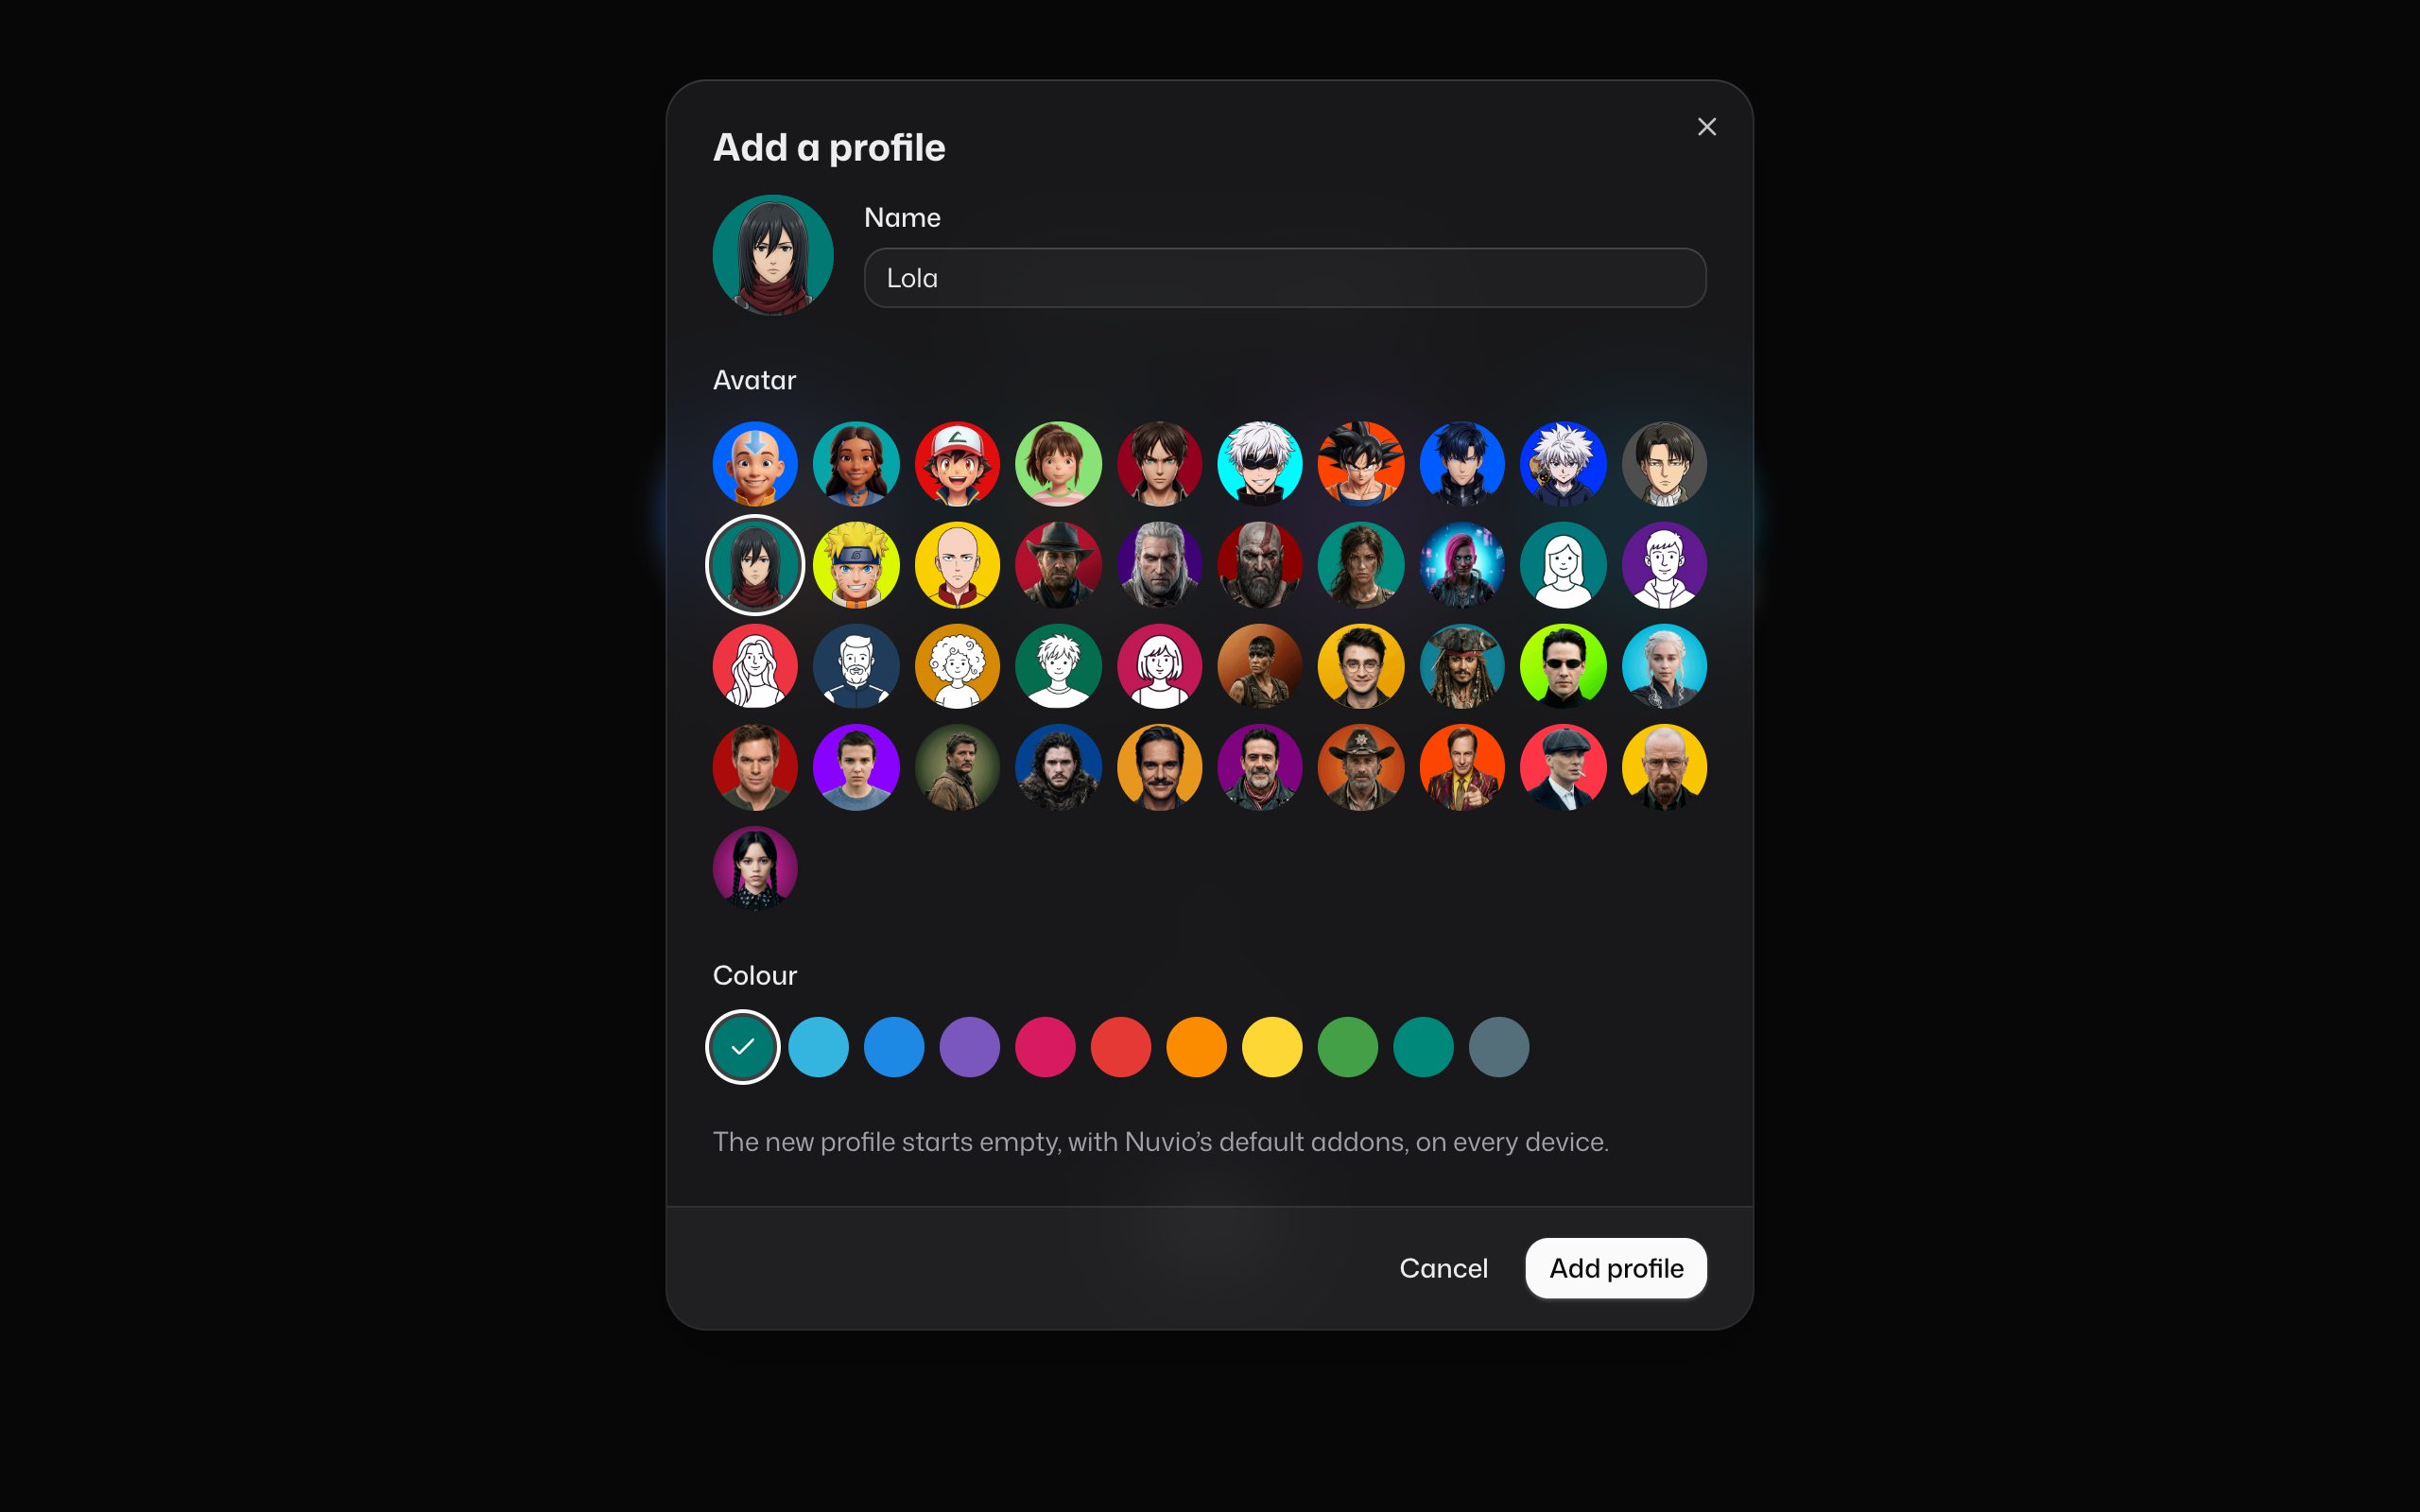 Add a profile
Name
Lola
Avatar
Colour
The new profile starts empty, with Nuvio’s default addons, on every device.
Cancel
Add profile